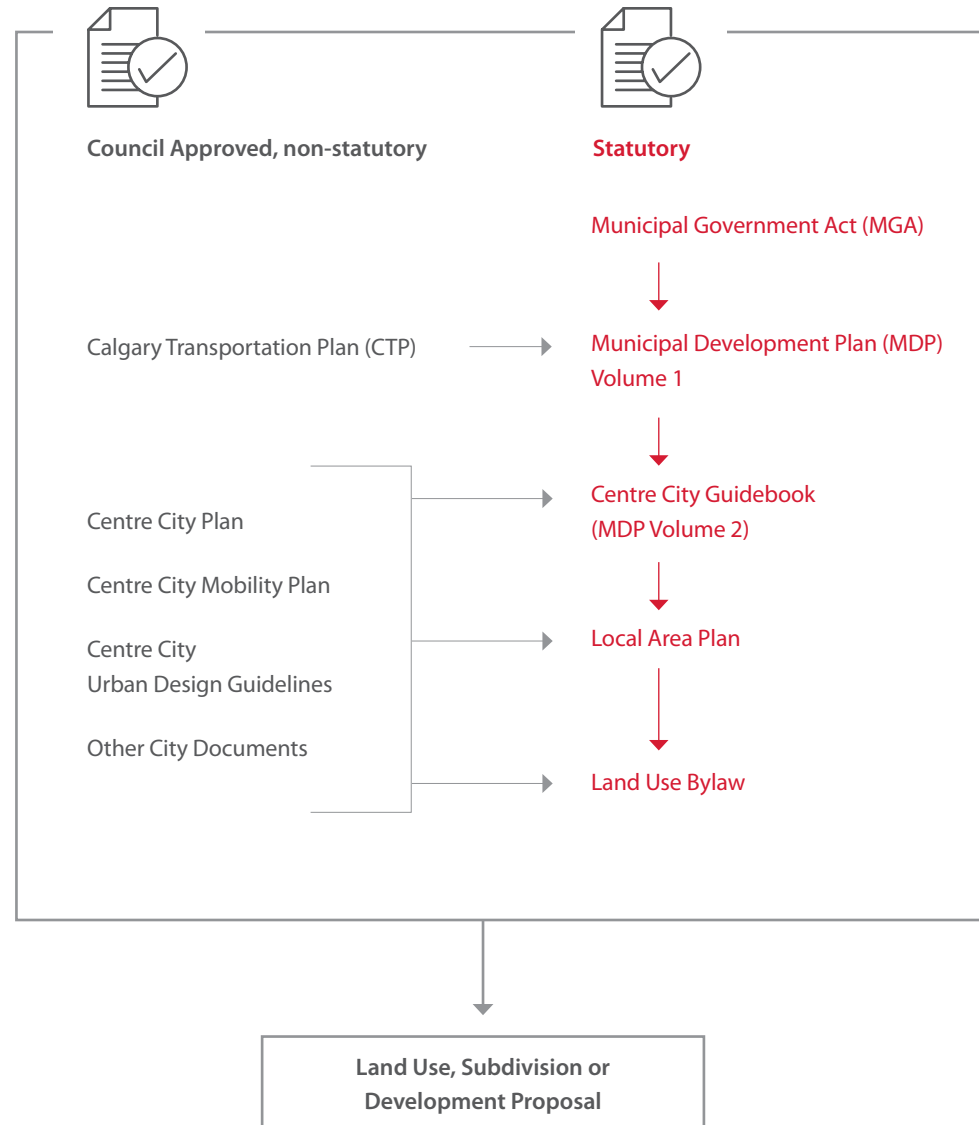 Council Approved, non-statutory
Statutory
Municipal Government Act (MGA)
Calgary Transportation Plan (CTP)
Municipal Development Plan (MDP)
Volume 1
Centre City Plan
Centre City Mobility Plan
Centre City
Urban Design Guidelines
Other City Documents
Centre City Guidebook
(MDP Volume 2)
Local Area Plan
Land Use Bylaw
Land Use, Subdivision or
Development Proposal